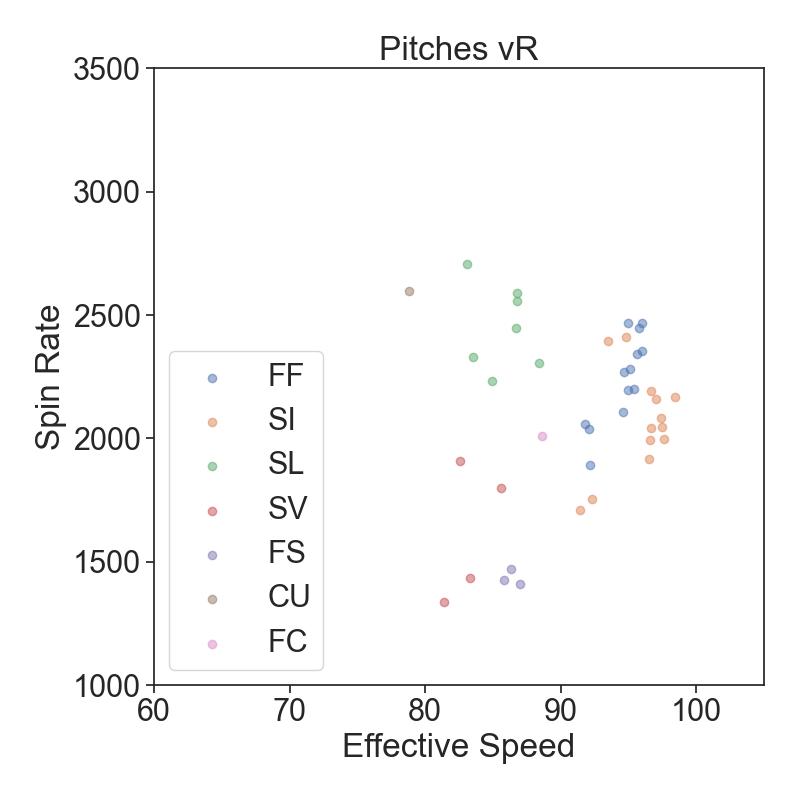 Pitches vR
3500
3000
2500
2000
1500
1000
Spin Rate
FF
SI
SL
SV
FS
CU
FC
60 70 80 90 100
Effective Speed